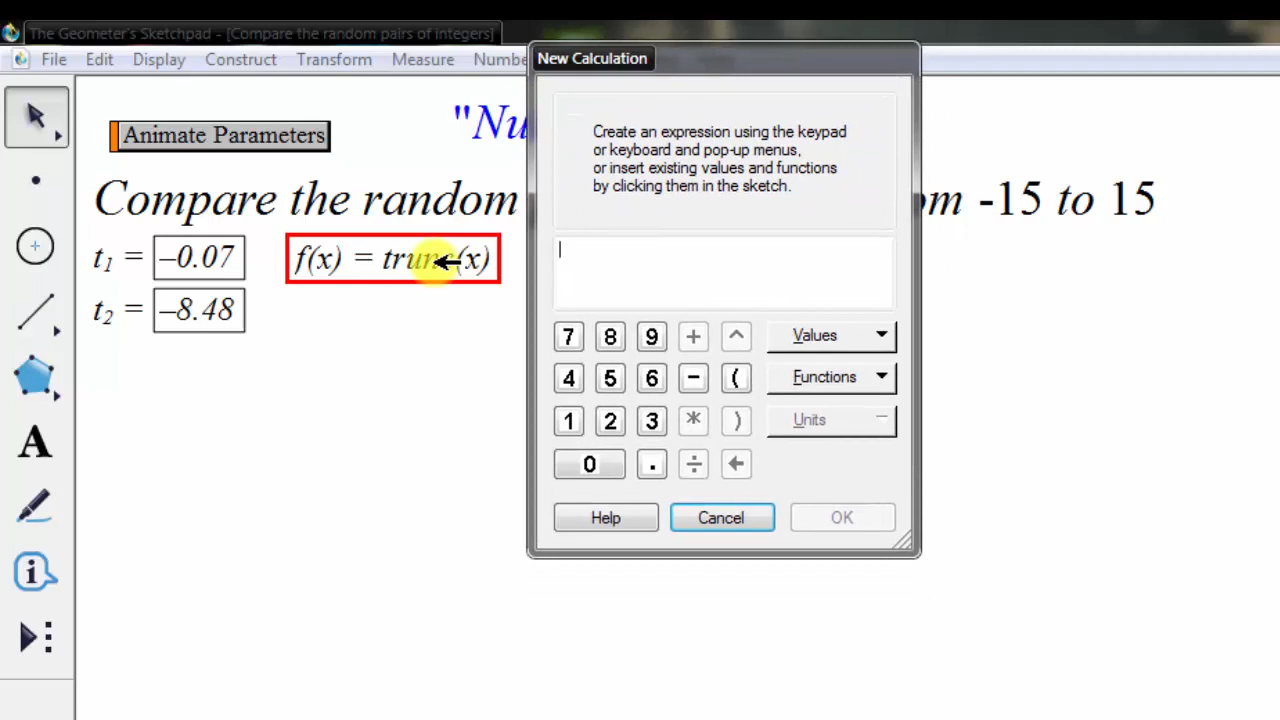 The Geometer's Sketchpad - [Compare the random pairs of integers]
File Edit Display Construct Transform Measure
New Calculation
Animate Parameters
Compare the random
-15 to 15
t1 = –0.07
f(x) = trunc(x)
t2 = –8.48
Create an expression using the keypad
or keyboard and pop-up menus,
or insert existing values and functions
by clicking them in the sketch.
7 8 9 + ^ Values
4 5 6 − ( Functions
1 2 3 * ) Units
0 . ÷
Help Cancel OK
A
i